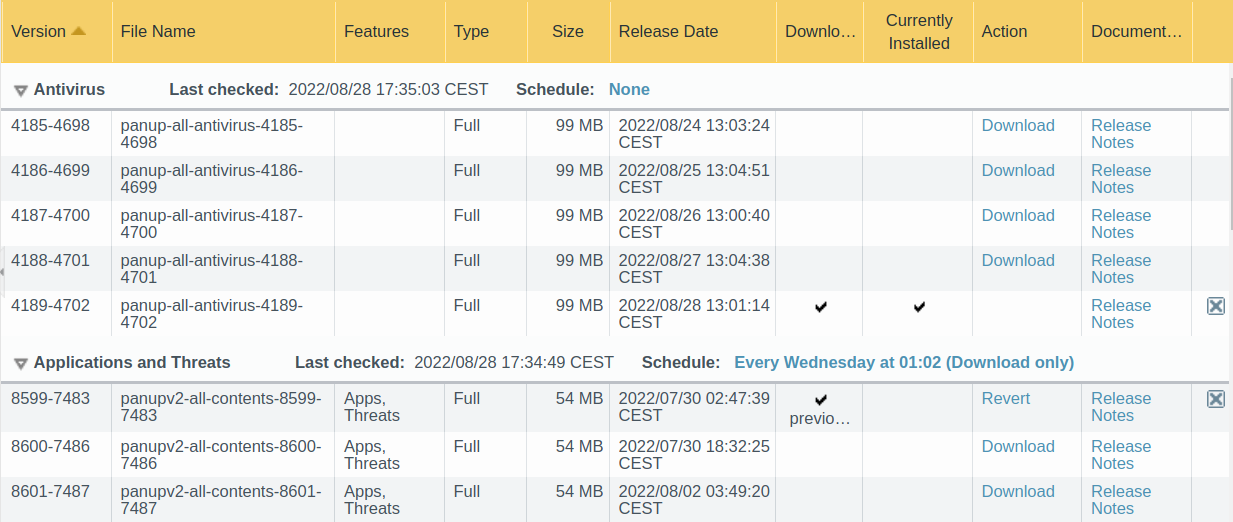 Version File Name Features Type Size Release Date Downlo… Currently Installed Action Document…
Antivirus Last checked: 2022/08/28 17:35:03 CEST Schedule: None
4185-4698 panup-all-antivirus-4185- Full 99 MB 2022/08/24 13:03:24 Download Release
4698 CEST Notes
4186-4699 panup-all-antivirus-4186- Full 99 MB 2022/08/25 13:04:51 Download Release
4699 CEST Notes
4187-4700 panup-all-antivirus-4187- Full 99 MB 2022/08/26 13:00:40 Download Release
4700 CEST Notes
4188-4701 panup-all-antivirus-4188- Full 99 MB 2022/08/27 13:04:38 Download Release
4701 CEST Notes
4189-4702 panup-all-antivirus-4189- Full 99 MB 2022/08/28 13:01:14 Release
4702 CEST Notes
Applications and Threats Last checked: 2022/08/28 17:34:49 CEST Schedule: Every Wednesday at 01:02 (Download only)
8599-7483 panupv2-all-contents-8599- Apps, Full 54 MB 2022/07/30 02:47:39 Revert Release
7483 Threats CEST previo… Notes
8600-7486 panupv2-all-contents-8600- Apps, Full 54 MB 2022/07/30 18:32:25 Download Release
7486 Threats CEST Notes
8601-7487 panupv2-all-contents-8601- Apps, Full 54 MB 2022/08/02 03:49:20 Download Release
7487 Threats CEST Notes